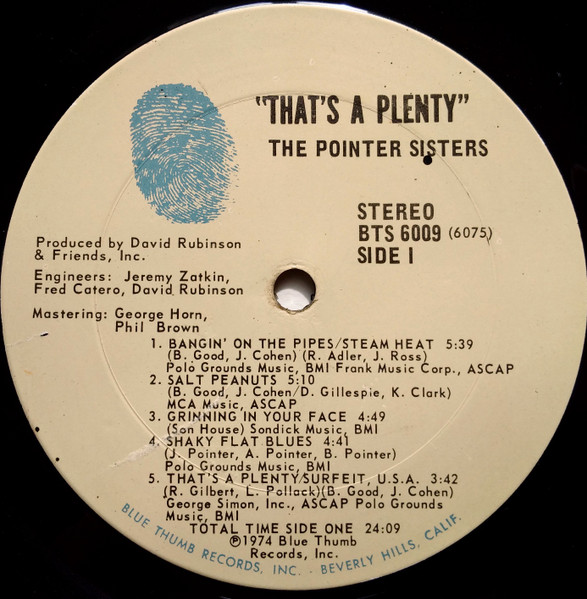 "THAT'S A PLENTY"
THE POINTER SISTERS
STEREO
BTS 6009 (6075)
SIDE 1
Produced by David Rubinson
& Friends, Inc.
Engineers: Jeremy Zatkin,
Fred Catero, David Rubinson
Mastering: George Horn,
Phil Brown
1. BANGIN' ON THE PIPES/STEAM HEAT 5:39
(B. Good, J. Cohen) (R. Adler, J. Ross)
Polo Grounds Music, BMI Frank Music Corp., ASCAP
2. SALT PEANUTS 5:10
(B. Good, J. Cohen/D. Gillespie, K. Clark)
MCA Music, ASCAP
3. GRINNING IN YOUR FACE 4:49
(Son House) Sondick Music, BMI
4. SHAKY FLAT BLUES 4:41
(J. Pointer, A. Pointer, B. Pointer)
Polo Grounds Music, BMI
5. THAT'S A PLENTY/SURFEIT, U.S.A. 3:42
(R. Gilbert, L. Pollack)(B. Good, J. Cohen)
George Simon, Inc., ASCAP Polo Grounds
Music, BMI
TOTAL TIME SIDE ONE 24:09
℗1974 Blue Thumb
Records, Inc.
BLUE THUMB RECORDS, INC. · BEVERLY HILLS, CALIF.